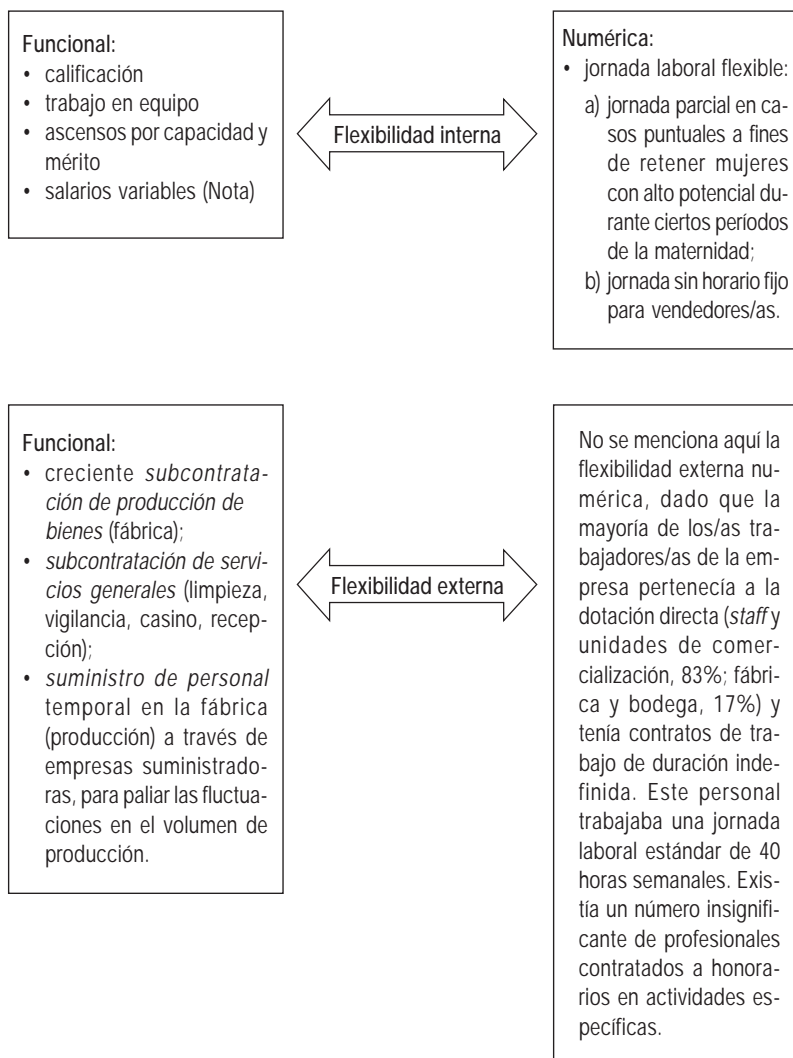 Funcional:
• calificación
• trabajo en equipo
• ascensos por capacidad y
mérito
• salarios variables (Nota)
Flexibilidad interna
Numérica:
• jornada laboral flexible:
a) jornada parcial en ca-
sos puntuales a fines
de retener mujeres
con alto potencial du-
rante ciertos períodos
de la maternidad;
b) jornada sin horario fijo
para vendedores/as.
Funcional:
• creciente subcontrata-
ción de producción de
bienes (fábrica);
• subcontratación de servi-
cios generales (limpieza,
vigilancia, casino, recep-
ción);
• suministro de personal
temporal en la fábrica
(producción) a través de
empresas suministrado-
ras, para paliar las fluctua-
ciones en el volumen de
producción.
Flexibilidad externa
No se menciona aquí la
flexibilidad externa nu-
mérica, dado que la
mayoría de los/as tra-
bajadores/as de la em-
presa pertenecía a la
dotación directa (staff y
unidades de comer-
cialización, 83%; fábri-
ca y bodega, 17%) y
tenía contratos de tra-
bajo de duración inde-
finida. Este personal
trabajaba una jornada
laboral estándar de 40
horas semanales. Exis-
tía un número insignifi-
cante de profesionales
contratados a honora-
rios en actividades es-
pecíficas.